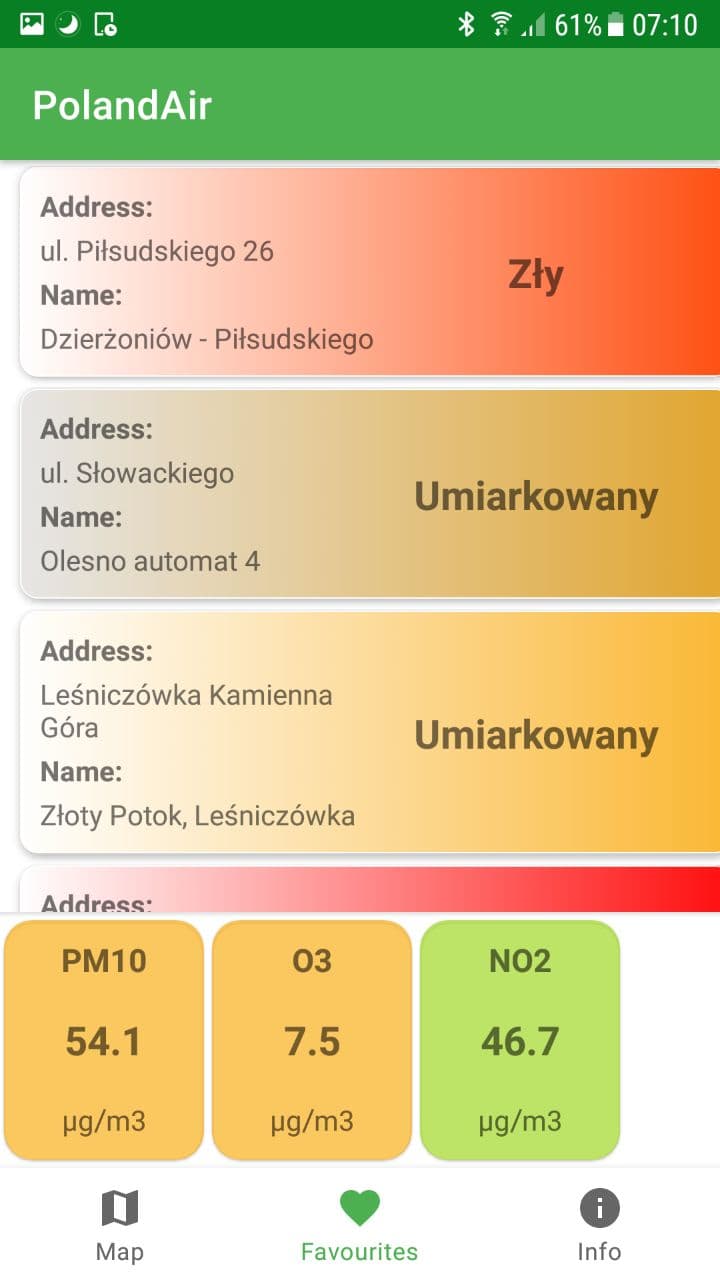 61% 07:10
PolandAir
Address:
ul. Piłsudskiego 26
Name:
Dzierżoniów - Piłsudskiego
Zły
Address:
ul. Słowackiego
Name:
Olesno automat 4
Umiarkowany
Address:
Leśniczówka Kamienna
Góra
Name:
Złoty Potok, Leśniczówka
Umiarkowany
Address:
PM10
54.1
µg/m3
O3
7.5
µg/m3
NO2
46.7
µg/m3
Map
Favourites
Info